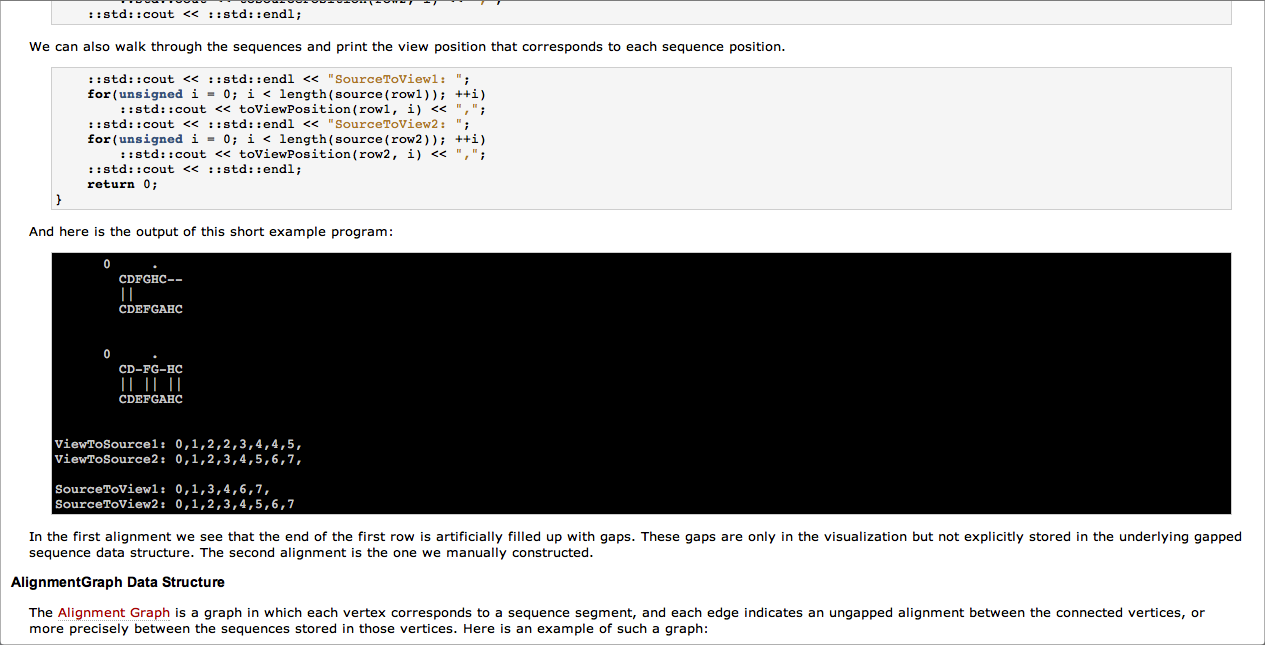 ::std::cout << ::std::endl;
We can also walk through the sequences and print the view position that corresponds to each sequence position.
::std::cout << ::std::endl << "SourceToView1: ";
for(unsigned i = 0; i < length(source(row1)); ++i)
::std::cout << toViewPosition(row1, i) << ",";
::std::cout << ::std::endl << "SourceToView2: ";
for(unsigned i = 0; i < length(source(row2)); ++i)
::std::cout << toViewPosition(row2, i) << ",";
::std::cout << ::std::endl;
return 0;
}
And here is the output of this short example program:
0     .
CDFGHC--
||
CDEFGAHC
0     .
CD-FG-HC
|| || ||
CDEFGAHC
ViewToSource1: 0,1,2,2,3,4,4,5,
ViewToSource2: 0,1,2,3,4,5,6,7,
SourceToView1: 0,1,3,4,6,7,
SourceToView2: 0,1,2,3,4,5,6,7
In the first alignment we see that the end of the first row is artificially filled up with gaps. These gaps are only in the visualization but not explicitly stored in the underlying gapped
sequence data structure. The second alignment is the one we manually constructed.
AlignmentGraph Data Structure
The Alignment Graph is a graph in which each vertex corresponds to a sequence segment, and each edge indicates an ungapped alignment between the connected vertices, or
more precisely between the sequences stored in those vertices. Here is an example of such a graph: